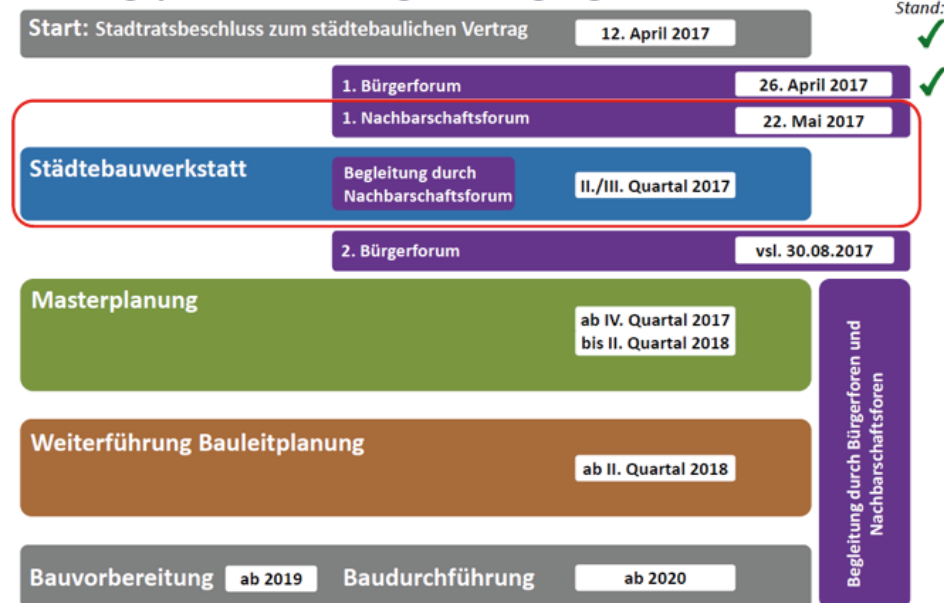 Stand:
Start: Stadtratsbeschluss zum städtebaulichen Vertrag 12. April 2017
1. Bürgerforum 26. April 2017
1. Nachbarschaftsforum 22. Mai 2017
Städtebauwerkstatt
Begleitung durch
Nachbarschaftsforum
II./III. Quartal 2017
2. Bürgerforum vsl. 30.08.2017
Masterplanung
ab IV. Quartal 2017
bis II. Quartal 2018
Weiterführung Bauleitplanung
ab II. Quartal 2018
Bauvorbereitung ab 2019 Baudurchführung ab 2020
Begleitung durch Bürgerforen und
Nachbarschaftsforen